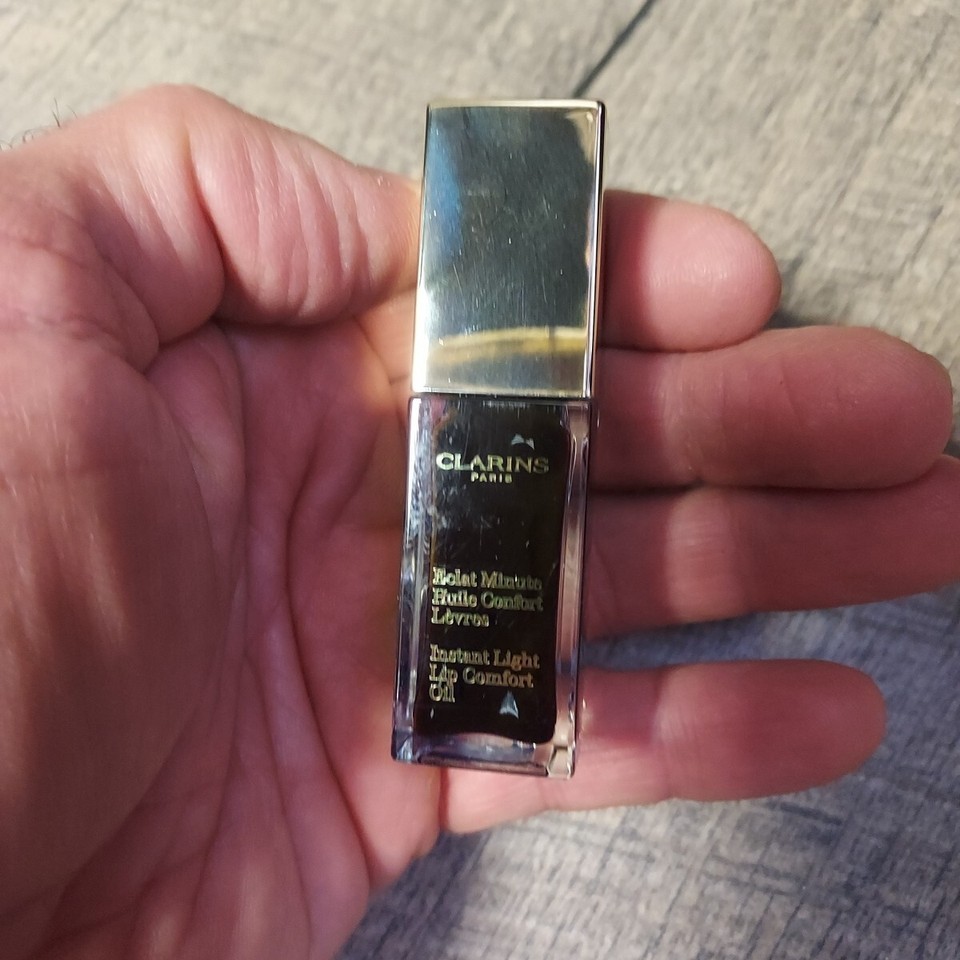 CLARINS
PARIS
Eclat Minute
Huile Confort
Lèvres
Instant Light
Lip Comfort
Oil